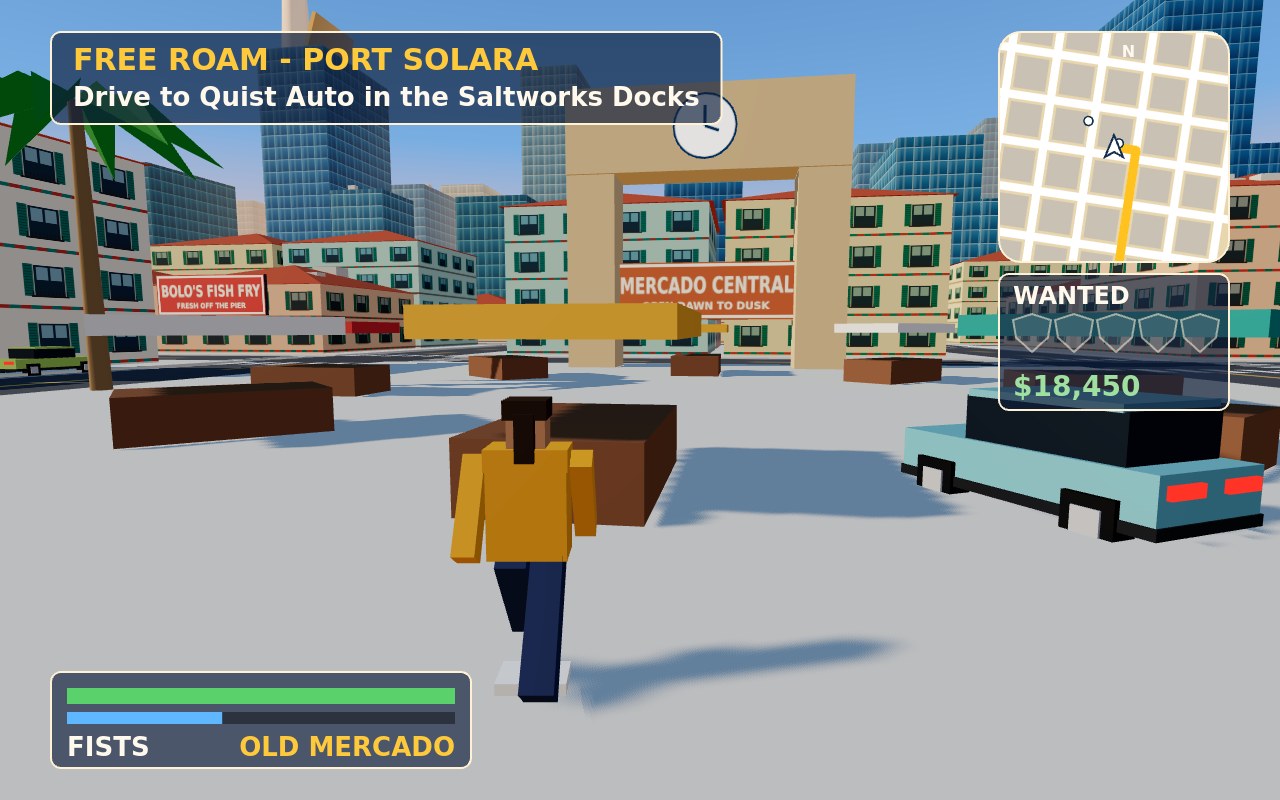 FREE ROAM - PORT SOLARA
Drive to Quist Auto in the Saltworks Docks
N
WANTED
$18,450
BOLO'S FISH FRY
FRESH OFF THE PIER
MERCADO CENTRAL
DAWN TO DUSK
FISTS
OLD MERCADO